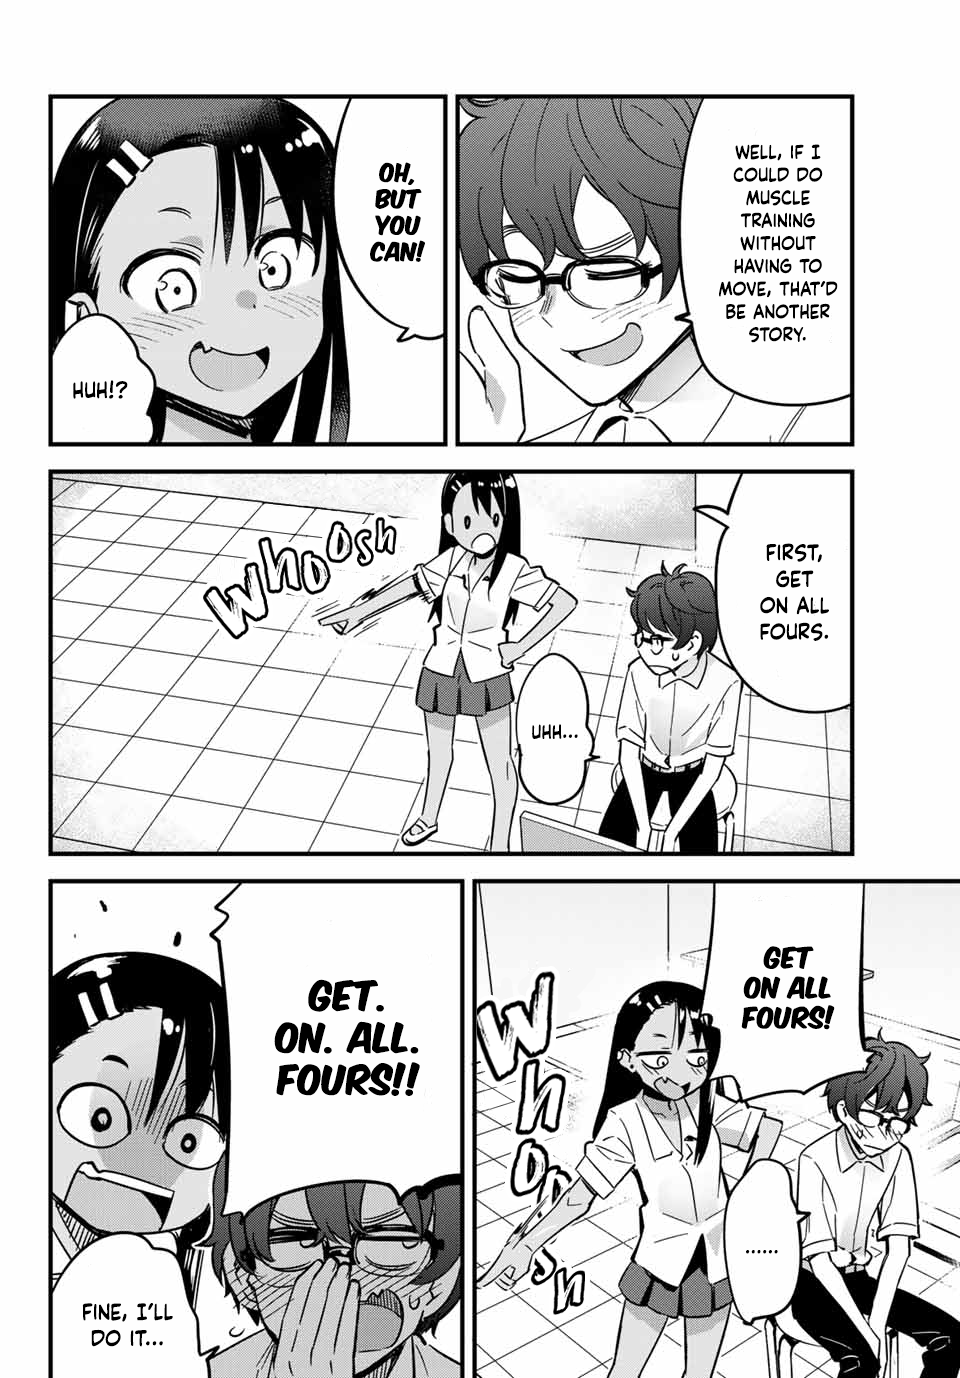 WELL, IF I
COULD DO
MUSCLE
TRAINING
WITHOUT
HAVING TO
MOVE, THAT'D
BE ANOTHER
STORY.
OH,
BUT
YOU
CAN!
HUH!?
FIRST,
GET
ON ALL
FOURS.
WHOOSH
UHH...
GET
ON ALL
FOURS!
WHOOSH
......
GET.
ON. ALL.
FOURS!!
FINE, I'LL
DO IT...